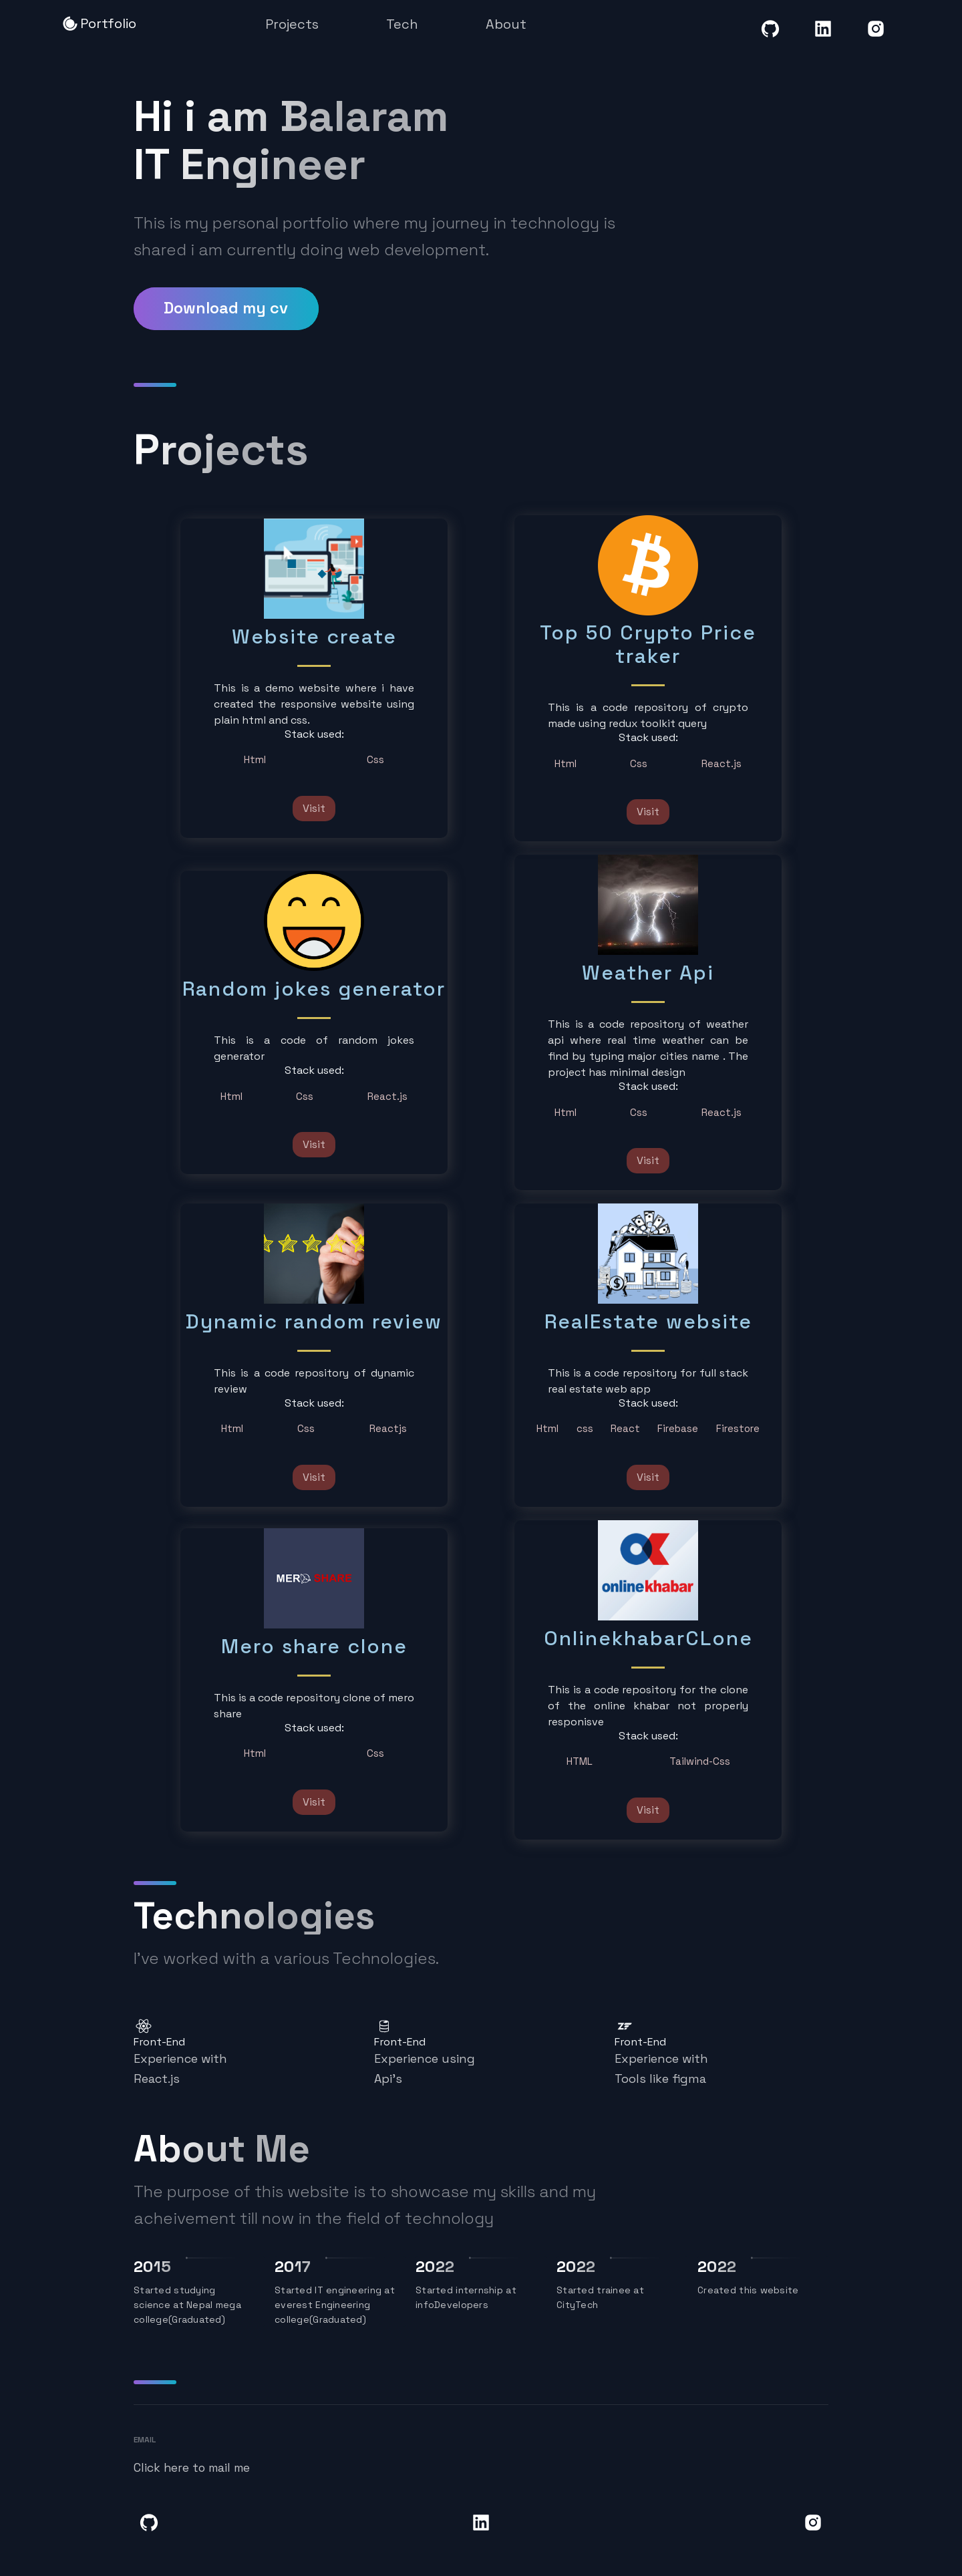 Portfolio
Projects
Tech
About
Hi i am Balaram
IT Engineer
This is my personal portfolio where my journey in technology is
shared i am currently doing web development.
Download my cv
Projects
Website create
This is a demo website where i have
created the responsive website using
plain html and css.
Stack used:
Html Css
Visit
Top 50 Crypto Price
traker
This is a code repository of crypto
made using redux toolkit query
Stack used:
Html Css React.js
Visit
Random jokes generator
This is a code of random jokes
generator
Stack used:
Html Css React.js
Visit
Weather Api
This is a code repository of weather
api where real time weather can be
find by typing major cities name . The
project has minimal design
Stack used:
Html Css React.js
Visit
Dynamic random review
This is a code repository of dynamic
review
Stack used:
Html Css Reactjs
Visit
RealEstate website
This is a code repository for full stack
real estate web app
Stack used:
Html css React Firebase Firestore
Visit
MERO SHARE
Mero share clone
This is a code repository clone of mero
share
Stack used:
Html Css
Visit
onlinekhabar
OnlinekhabarCLone
This is a code repository for the clone
of the online khabar not properly
responisve
Stack used:
HTML Tailwind-Css
Visit
Technologies
I've worked with a various Technologies.
Front-End
Experience with
React.js
Front-End
Experience using
Api's
Front-End
Experience with
Tools like figma
About Me
The purpose of this website is to showcase my skills and my
acheivement till now in the field of technology
2015
Started studying
science at Nepal mega
college(Graduated)
2017
Started IT engineering at
everest Engineering
college(Graduated)
2022
Started internship at
infoDevelopers
2022
Started trainee at
CityTech
2022
Created this website
EMAIL
Click here to mail me